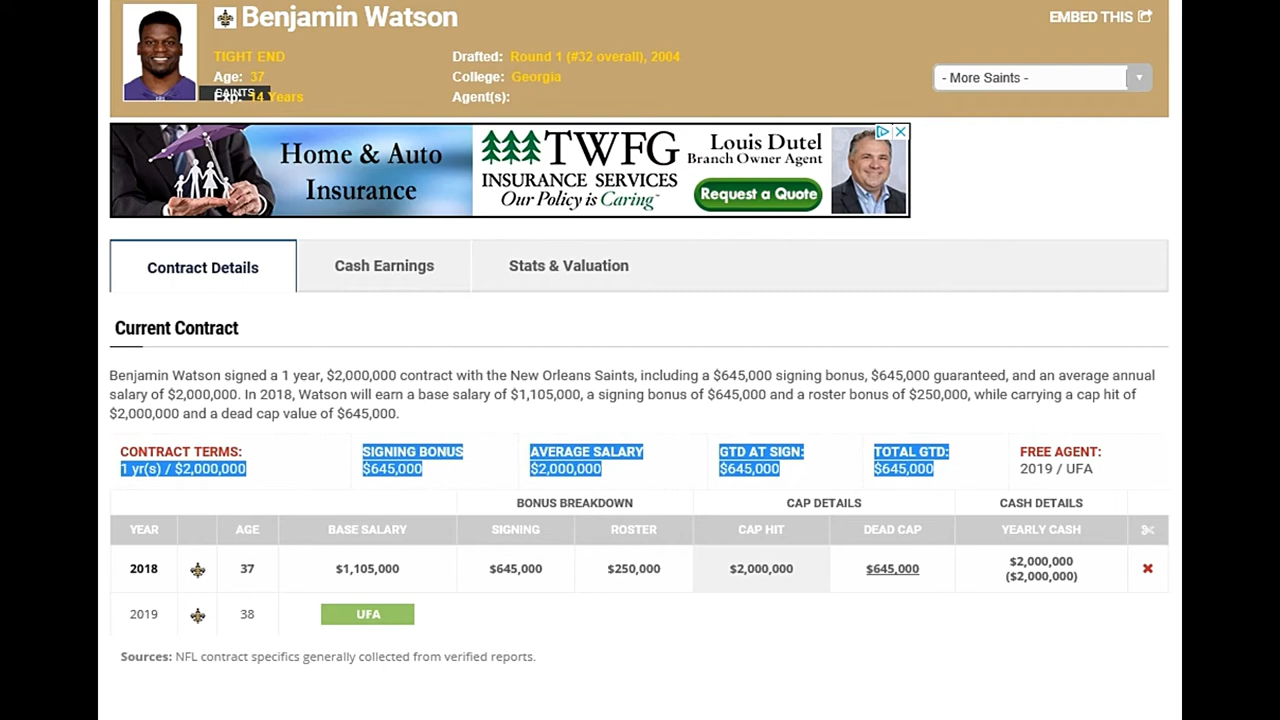 Benjamin Watson
EMBED THIS
TIGHT END
Drafted: Round 1 (#32 overall), 2004
Age: 37
College: Georgia
- More Saints -
SAINTS
Exp: 14 Years
Agent(s):
Home & Auto
Insurance
TWFG
INSURANCE SERVICES
Our Policy is Caring
Louis Dutel
Branch Owner Agent
Request a Quote
Contract Details
Cash Earnings
Stats & Valuation
Current Contract
Benjamin Watson signed a 1 year, $2,000,000 contract with the New Orleans Saints, including a $645,000 signing bonus, $645,000 guaranteed, and an average annual
salary of $2,000,000. In 2018, Watson will earn a base salary of $1,105,000, a signing bonus of $645,000 and a roster bonus of $250,000, while carrying a cap hit of
$2,000,000 and a dead cap value of $645,000.
CONTRACT TERMS: SIGNING BONUS AVERAGE SALARY GTD AT SIGN: TOTAL GTD: FREE AGENT:
1 yr(s) / $2,000,000 $645,000 $2,000,000 $645,000 $645,000 2019 / UFA
BONUS BREAKDOWN CAP DETAILS CASH DETAILS
YEAR AGE BASE SALARY SIGNING ROSTER CAP HIT DEAD CAP YEARLY CASH
2018 37 $1,105,000 $645,000 $250,000 $2,000,000 $645,000 $2,000,000
($2,000,000)
2019 38 UFA
Sources: NFL contract specifics generally collected from verified reports.